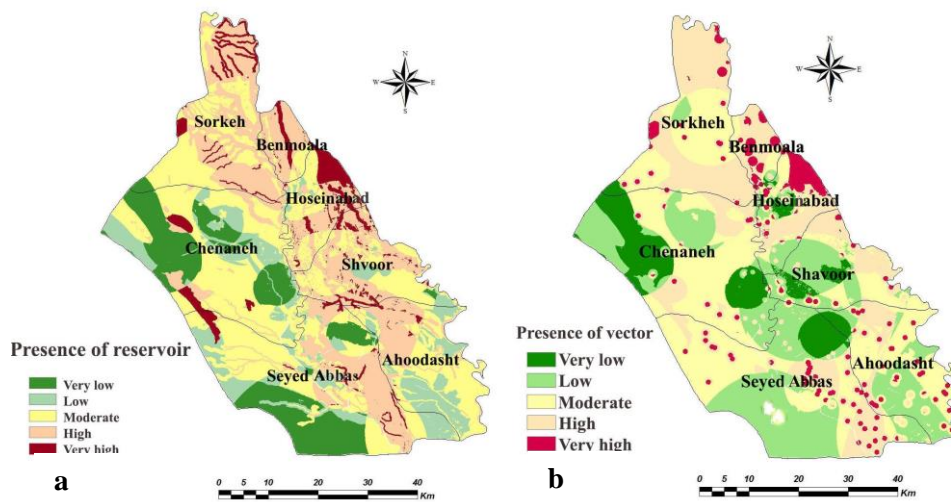 N
W E
S
Sorkeh
Benmoala
Hoseinabad
Chenaneh
Shvoor
Presence of reservoir
Ahoodasht
Seyed Abbas
Very low
Low
Moderate
High
Very high
a
0 5 10 20 30 40
Km
N
W E
S
Sorkheh
Benmoala
Hoseinabad
Chenaneh
Shavoor
Presence of vector
Ahoodasht
Seyed Abbas
Very low
Low
Moderate
High
Very high
b
0 5 10 20 30 40
Km